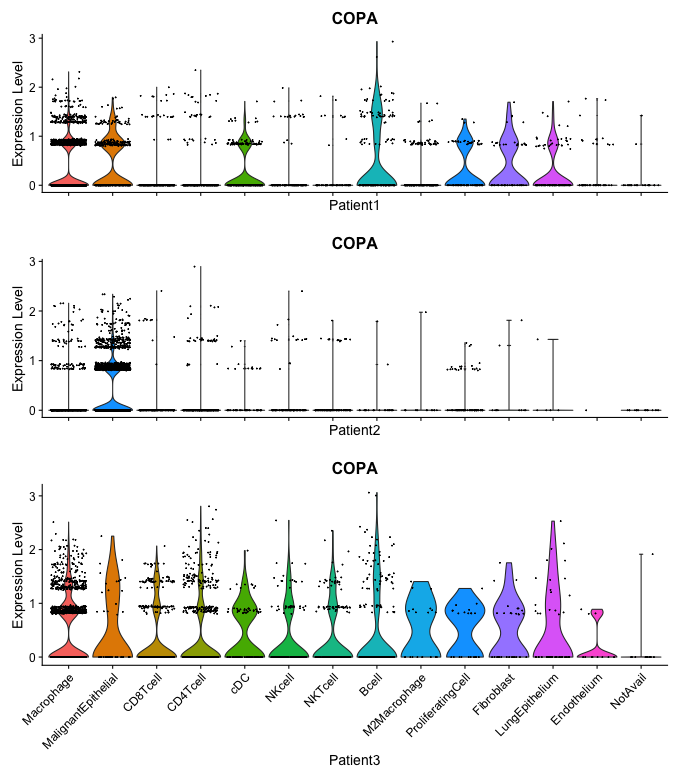 COPA
Expression Level
3
2
1
0
Patient1
COPA
Expression Level
3
2
1
0
Patient2
COPA
Expression Level
3
2
1
0
Macrophage
MalignantEpithelial
CD8Tcell
CD4Tcell
cDC
NKcell
NKTcell
Bcell
M2Macrophage
ProliferatingCell
Fibroblast
LungEpithelium
Endothelium
NotAvail
Patient3